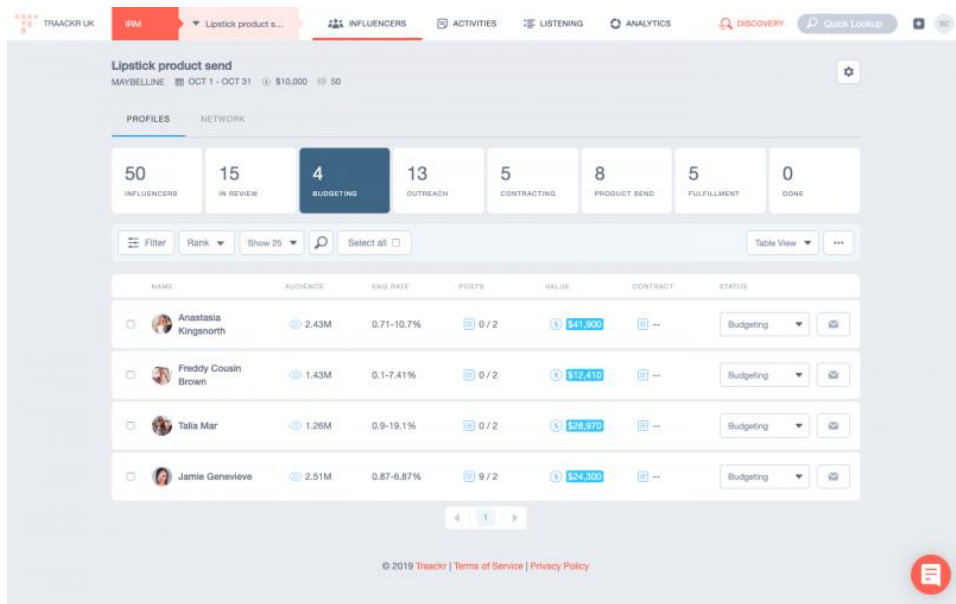 TRAACKR UK
IRM
Lipstick product s...
INFLUENCERS
ACTIVITIES
LISTENING
ANALYTICS
DISCOVERY
Quick Lookup
SC
Lipstick product send
MAYBELLINE OCT 1 - OCT 31 $10,000 50
PROFILES NETWORK
50 15 4 13 5 8 5 0
INFLUENCERS IN REVIEW BUDGETING OUTREACH CONTRACTING PRODUCT SEND FULFILLMENT DONE
Filter Rank Show 25 Select all Table View ...
NAME AUDIENCE ENG RATE POSTS VALUE CONTRACT STATUS
Anastasia
Kingsnorth 2.43M 0.71-10.7% 0 / 2 $41,900 -- Budgeting
Freddy Cousin
Brown 1.43M 0.1-7.41% 0 / 2 $12,410 -- Budgeting
Talia Mar 1.26M 0.9-19.1% 0 / 2 $28,970 -- Budgeting
Jamie Genevieve 2.51M 0.87-6.87% 9 / 2 $24,300 -- Budgeting
1
© 2019 Traackr | Terms of Service | Privacy Policy